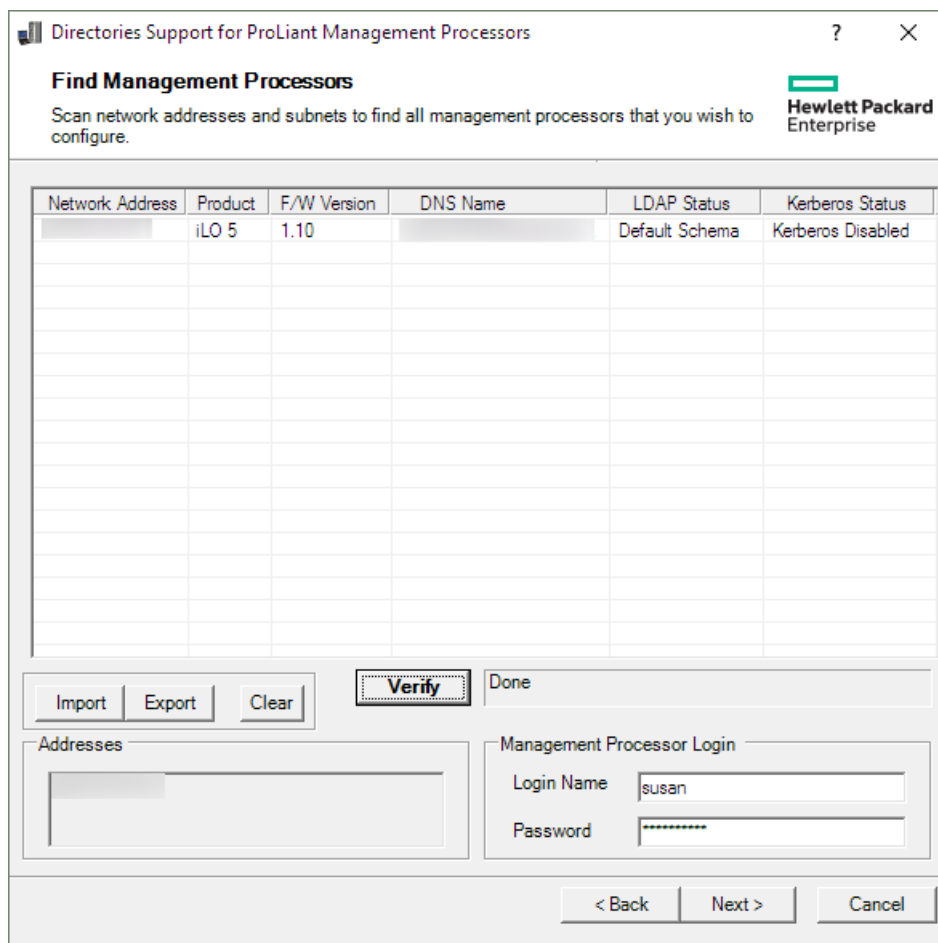 Directories Support for ProLiant Management Processors
?
Find Management Processors
Scan network addresses and subnets to find all management processors that you wish to
configure.
Hewlett Packard
Enterprise
Network Address Product F/W Version DNS Name LDAP Status Kerberos Status
iLO 5 1.10 Default Schema Kerberos Disabled
Import Export Clear Verify Done
Addresses
Management Processor Login
Login Name susan
Password **********
< Back Next > Cancel